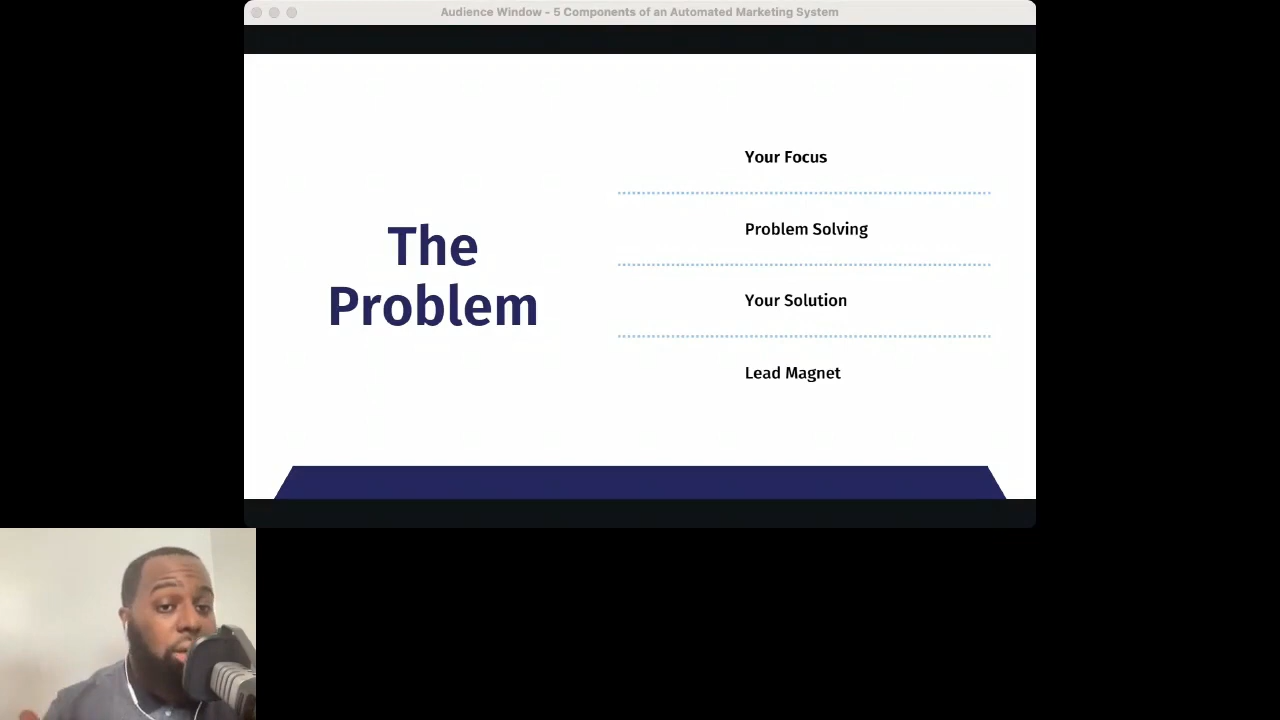 Audience Window - 5 Components of an Automated Marketing System
The
Problem
Your Focus
Problem Solving
Your Solution
Lead Magnet